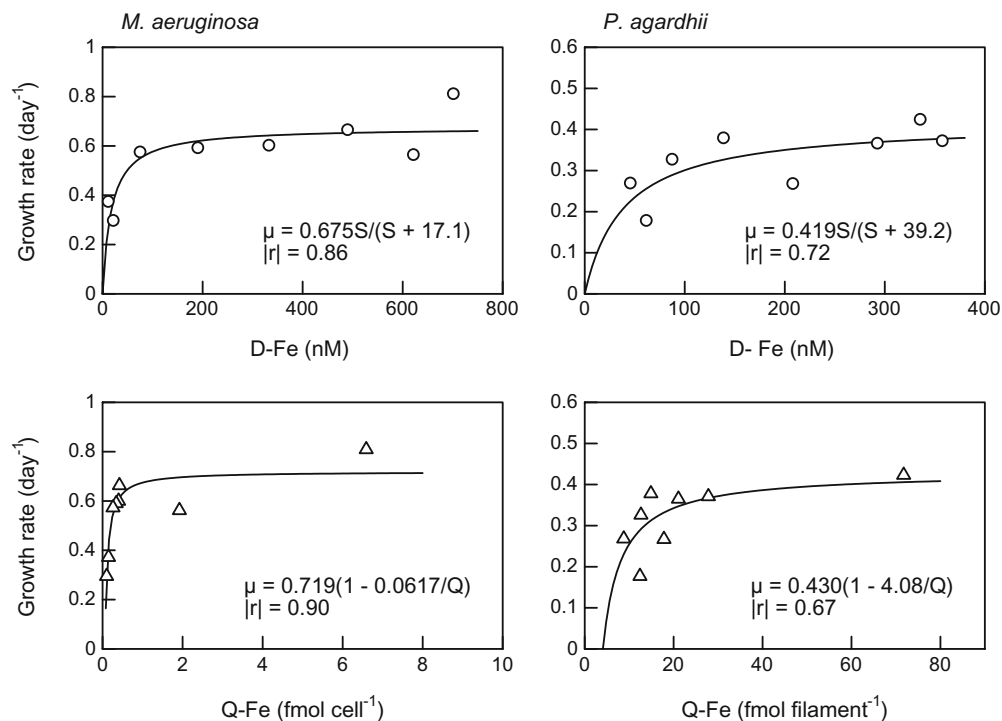 M. aeruginosa
P. agardhii
1
0.8
0.6
0.4
0.2
0
Growth rate (day⁻¹)
μ = 0.675S/(S + 17.1)
|r| = 0.86
0 200 400 600 800
D-Fe (nM)
0.6
0.5
0.4
0.3
0.2
0.1
0
μ = 0.419S/(S + 39.2)
|r| = 0.72
0 100 200 300 400
D- Fe (nM)
1
0.8
0.6
0.4
0.2
0
Growth rate (day⁻¹)
μ = 0.719(1 - 0.0617/Q)
|r| = 0.90
0 2 4 6 8 10
Q-Fe (fmol cell⁻¹)
0.6
0.5
0.4
0.3
0.2
0.1
0
μ = 0.430(1 - 4.08/Q)
|r| = 0.67
0 20 40 60 80
Q-Fe (fmol filament⁻¹)